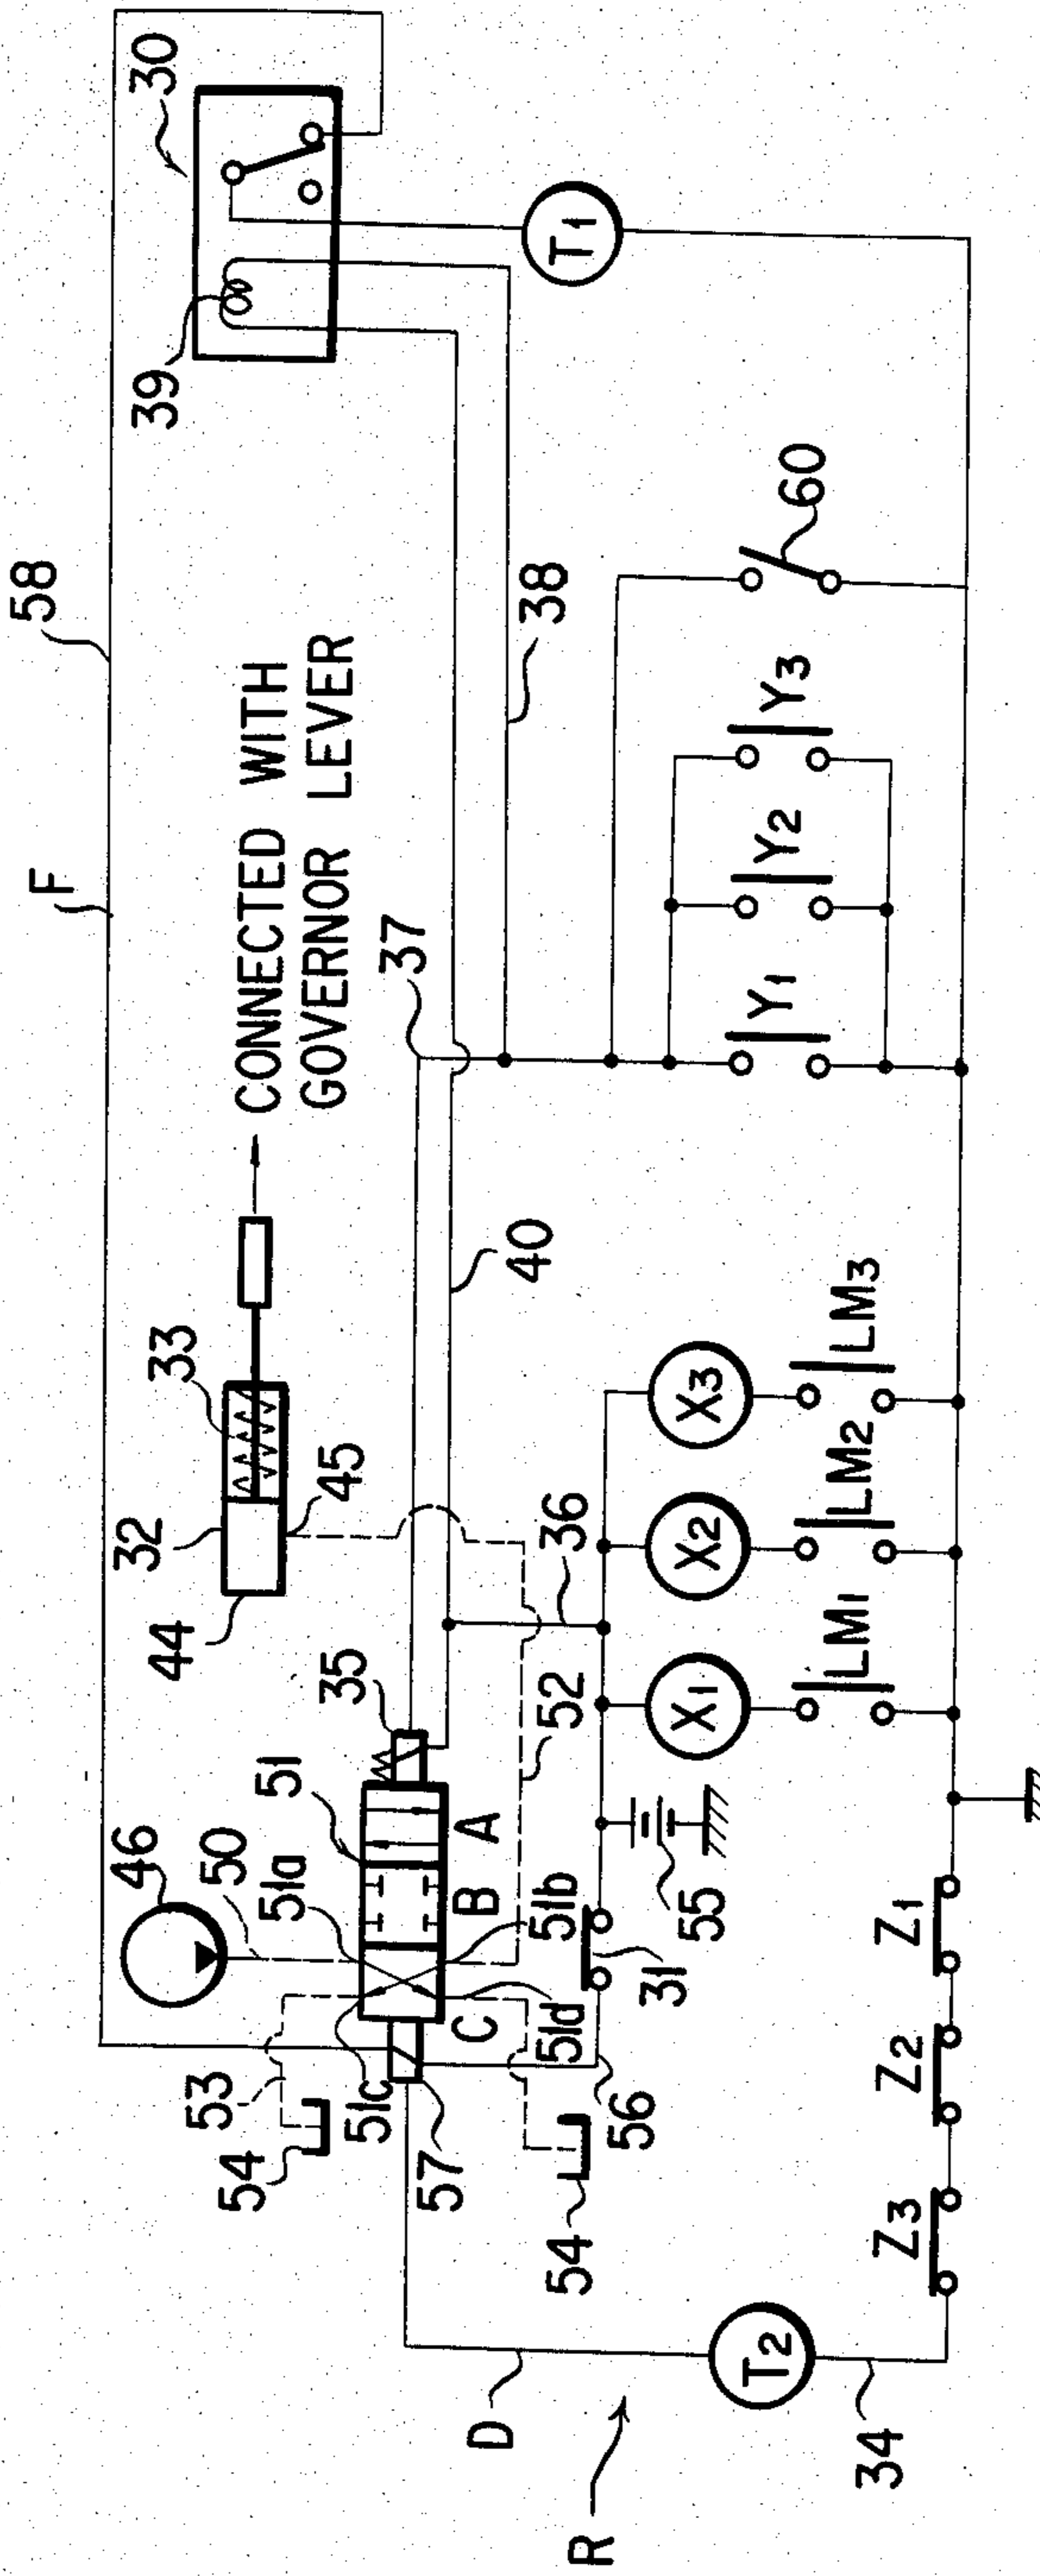 58
F
30
39
CONNECTED WITH
GOVERNOR LEVER
32
33
44
45
46
50
51
51a
35
37
38
40
53
54
51c
57
C
B
A
51b
51d
52
36
54
56
31
55
D
R
T2
34
Z3
Z2
Z1
X1
X2
X3
LM1
LM2
LM3
Y1
Y2
Y3
60
T1